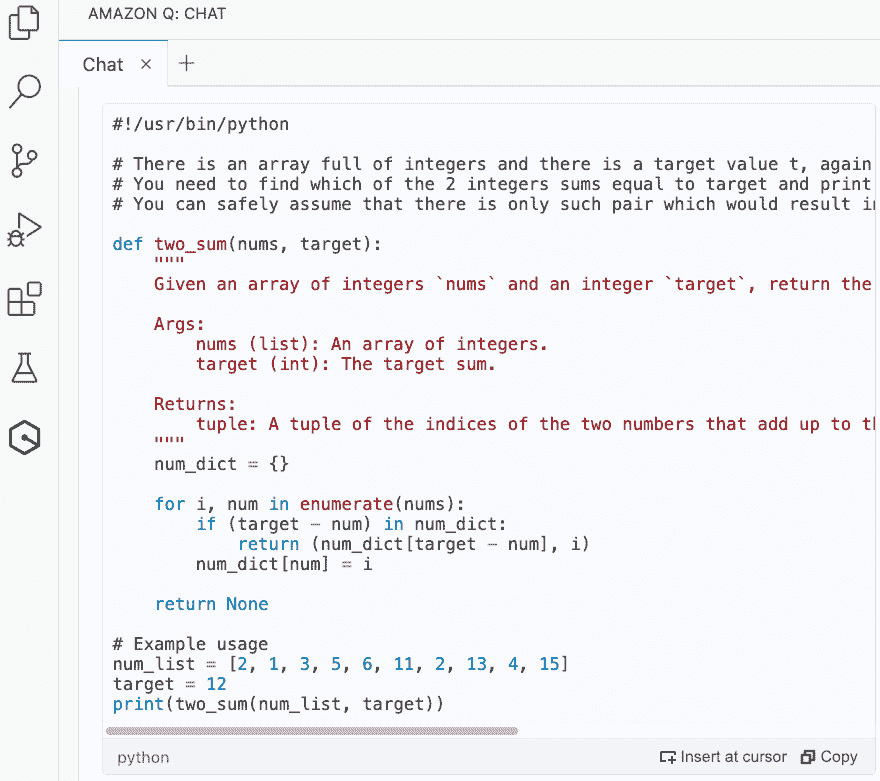 AMAZON Q: CHAT
Chat
#!/usr/bin/python
# There is an array full of integers and there is a target value t, again
# You need to find which of the 2 integers sums equal to target and print
# You can safely assume that there is only such pair which would result in
def two_sum(nums, target):
    """
    Given an array of integers `nums` and an integer `target`, return the
    Args:
        nums (list): An array of integers.
        target (int): The target sum.
    Returns:
        tuple: A tuple of the indices of the two numbers that add up to th
    """
    num_dict = {}
    for i, num in enumerate(nums):
        if (target - num) in num_dict:
            return (num_dict[target - num], i)
        num_dict[num] = i
    return None
# Example usage
num_list = [2, 1, 3, 5, 6, 11, 2, 13, 4, 15]
target = 12
print(two_sum(num_list, target))
python
Insert at cursor
Copy